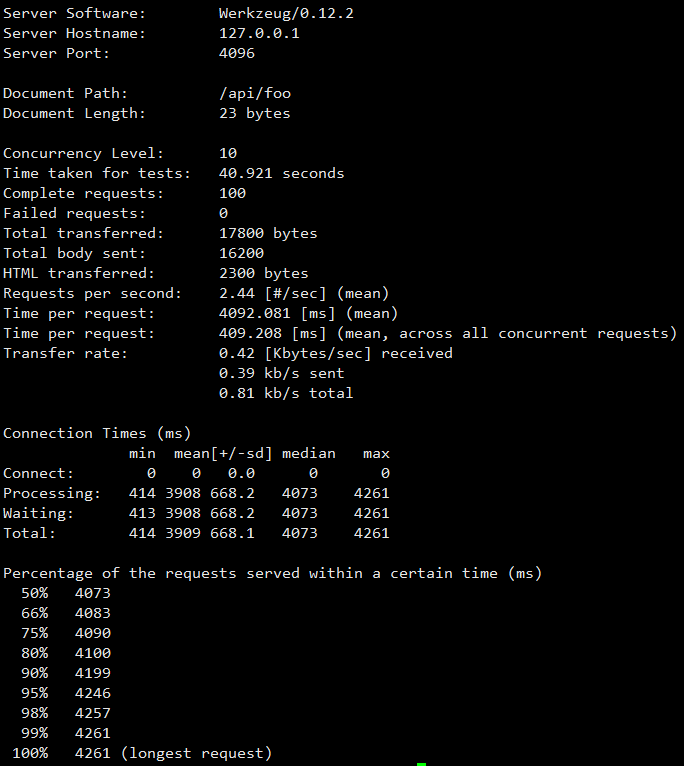 Server Software:        Werkzeug/0.12.2
Server Hostname:        127.0.0.1
Server Port:            4096

Document Path:          /api/foo
Document Length:        23 bytes

Concurrency Level:      10
Time taken for tests:   40.921 seconds
Complete requests:      100
Failed requests:        0
Total transferred:      17800 bytes
Total body sent:        16200
HTML transferred:       2300 bytes
Requests per second:    2.44 [#/sec] (mean)
Time per request:       4092.081 [ms] (mean)
Time per request:       409.208 [ms] (mean, across all concurrent requests)
Transfer rate:          0.42 [Kbytes/sec] received
                        0.39 kb/s sent
                        0.81 kb/s total

Connection Times (ms)
              min  mean[+/-sd] median   max
Connect:        0    0   0.0      0       0
Processing:   414 3908 668.2   4073    4261
Waiting:      413 3908 668.2   4073    4261
Total:        414 3909 668.1   4073    4261

Percentage of the requests served within a certain time (ms)
  50%   4073
  66%   4083
  75%   4090
  80%   4100
  90%   4199
  95%   4246
  98%   4257
  99%   4261
 100%   4261 (longest request)